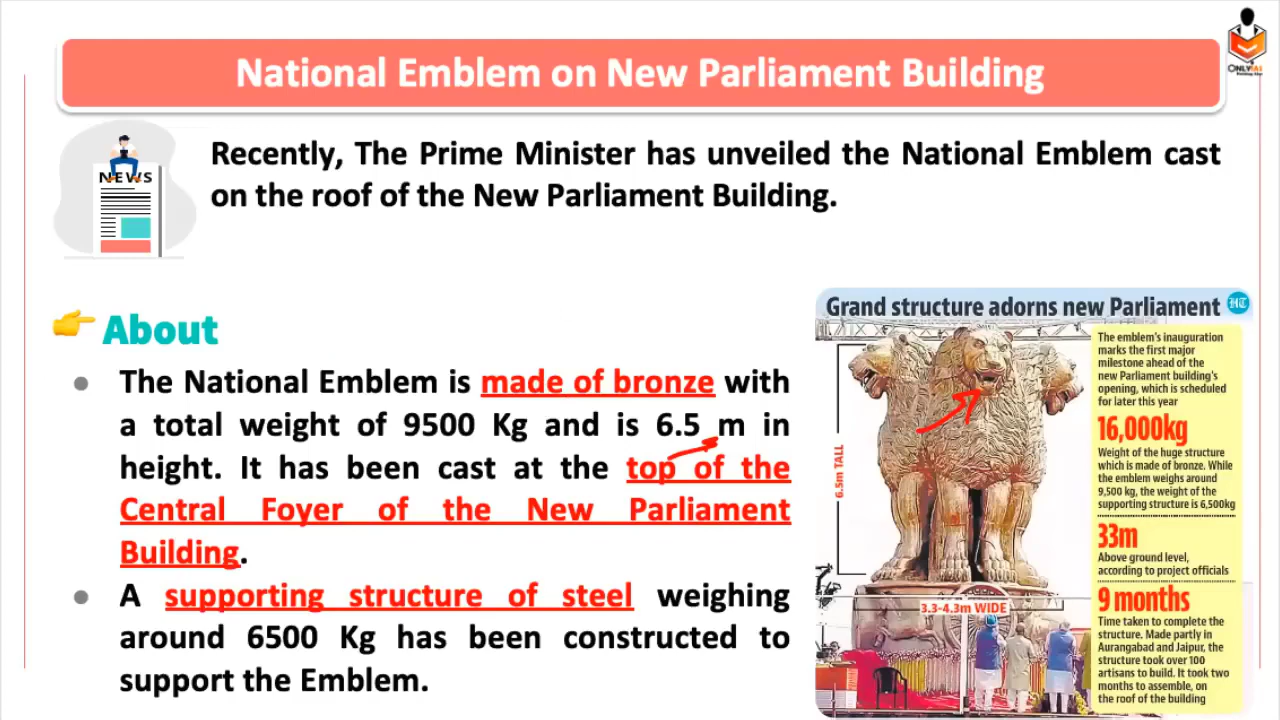 National Emblem on New Parliament Building
ONLYIAS
NEWS
Recently, The Prime Minister has unveiled the National Emblem cast
on the roof of the New Parliament Building.
About
The National Emblem is made of bronze with
a total weight of 9500 Kg and is 6.5 m in
height. It has been cast at the top of the
Central Foyer of the New Parliament
Building.
A supporting structure of steel weighing
around 6500 Kg has been constructed to
support the Emblem.
Grand structure adorns new Parliament
HT
6.5m TALL
3.3-4.3m WIDE
The emblem's inauguration
marks the first major
milestone ahead of the
new Parliament building's
opening, which is scheduled
for later this year
16,000kg
Weight of the huge structure
which is made of bronze. While
the emblem weighs around
9,500 kg, the weight of the
supporting structure is 6,500kg
33m
Above ground level,
according to project officials
9 months
Time taken to complete the
structure. Made partly in
Aurangabad and Jaipur, the
structure took over 100
artisans to build. It took two
months to assemble, on
the roof of the building